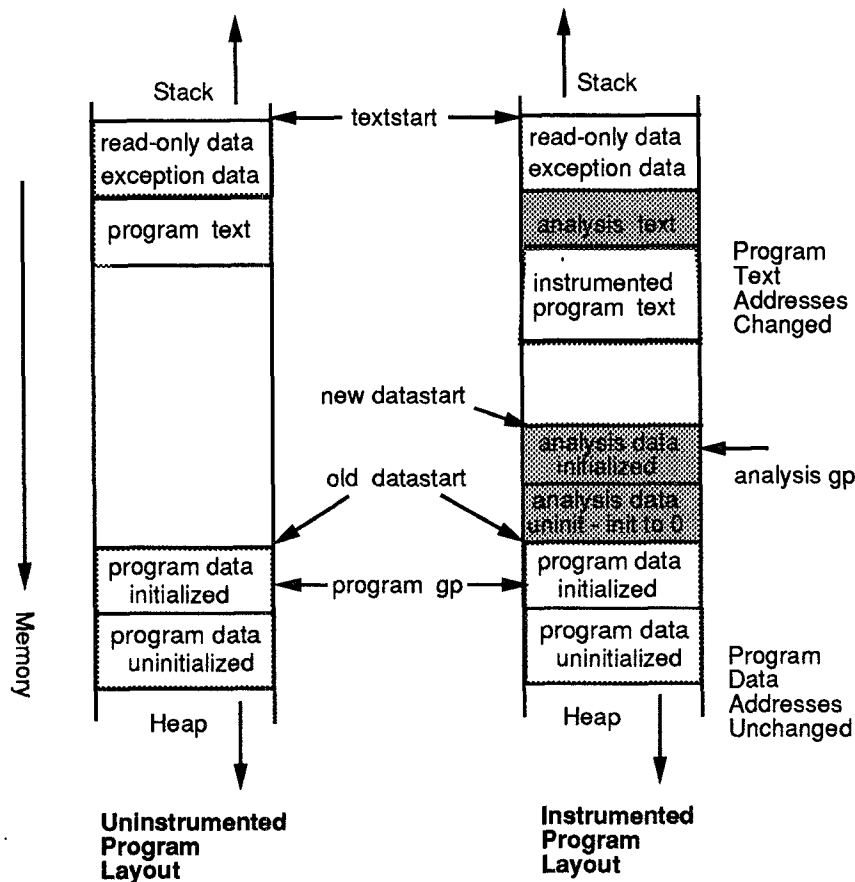 Stack
read-only data
exception data
program text
Memory
program data
initialized
program data
uninitialized
Heap
Uninstrumented
Program
Layout
textstart
new datastart
old datastart
program gp
Stack
read-only data
exception data
analysis text
instrumented
program text
analysis data
initialized
analysis data
uninit - init to 0
program data
initialized
program data
uninitialized
Heap
Instrumented
Program
Layout
Program
Text
Addresses
Changed
analysis gp
Program
Data
Addresses
Unchanged